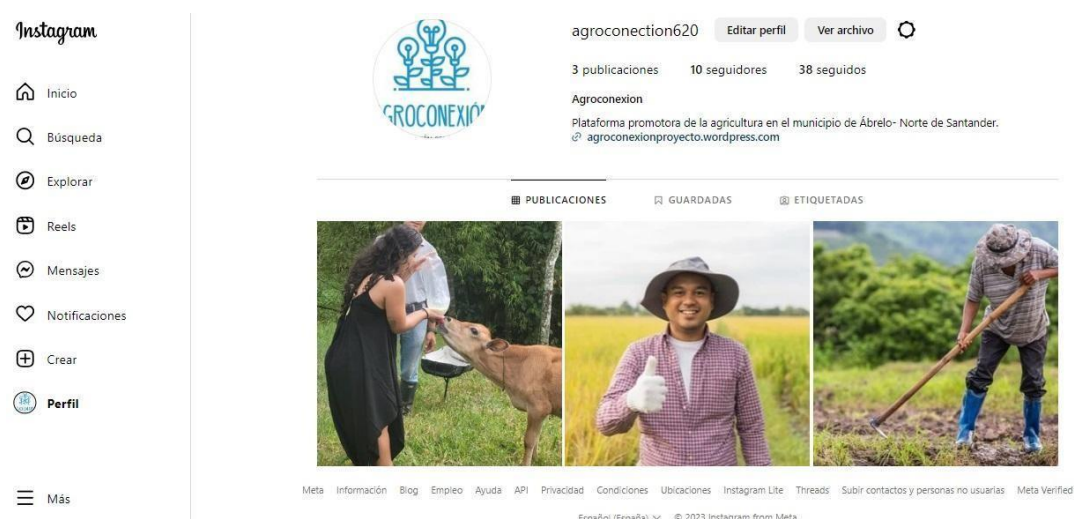 Instagram
Inicio
Búsqueda
Explorar
Reels
Mensajes
Notificaciones
Crear
Perfil
Más
agroconection620 Editar perfil Ver archivo
3 publicaciones 10 seguidores 38 seguidos
Agroconexion
Plataforma promotora de la agricultura en el municipio de Ábrelo- Norte de Santander.
agroconexionproyecto.wordpress.com
GROCONEXIÓ
PUBLICACIONES GUARDADAS ETIQUETADAS
Meta Información Blog Empleo Ayuda API Privacidad Condiciones Ubicaciones Instagram Lite Threads Subir contactos y personas no usuarias Meta Verified
Español (España) © 2023 Instagram from Meta